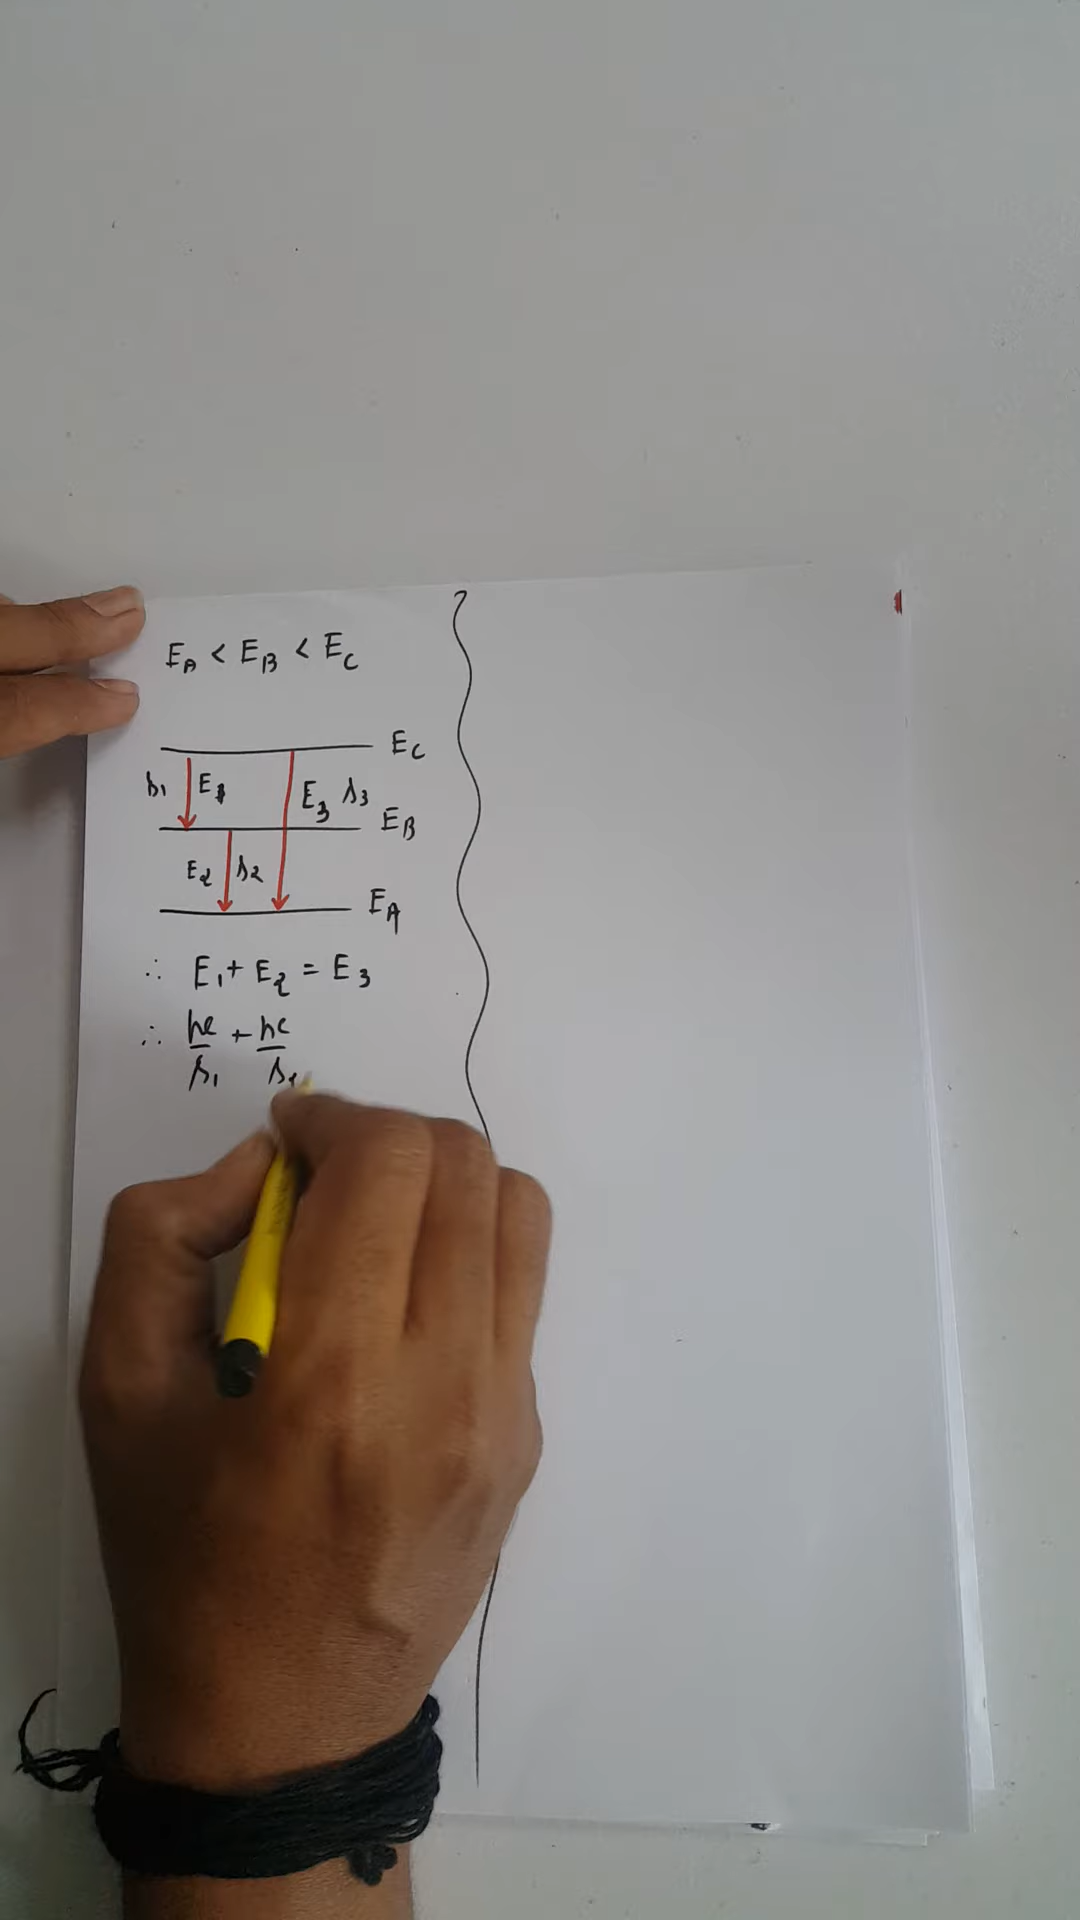 E_A < E_B < E_C
E_C
λ1 E1 E3 λ3
E_B
E2 λ2
E_A
∴ E1 + E2 = E3
∴ hc/λ1 + hc/λ2